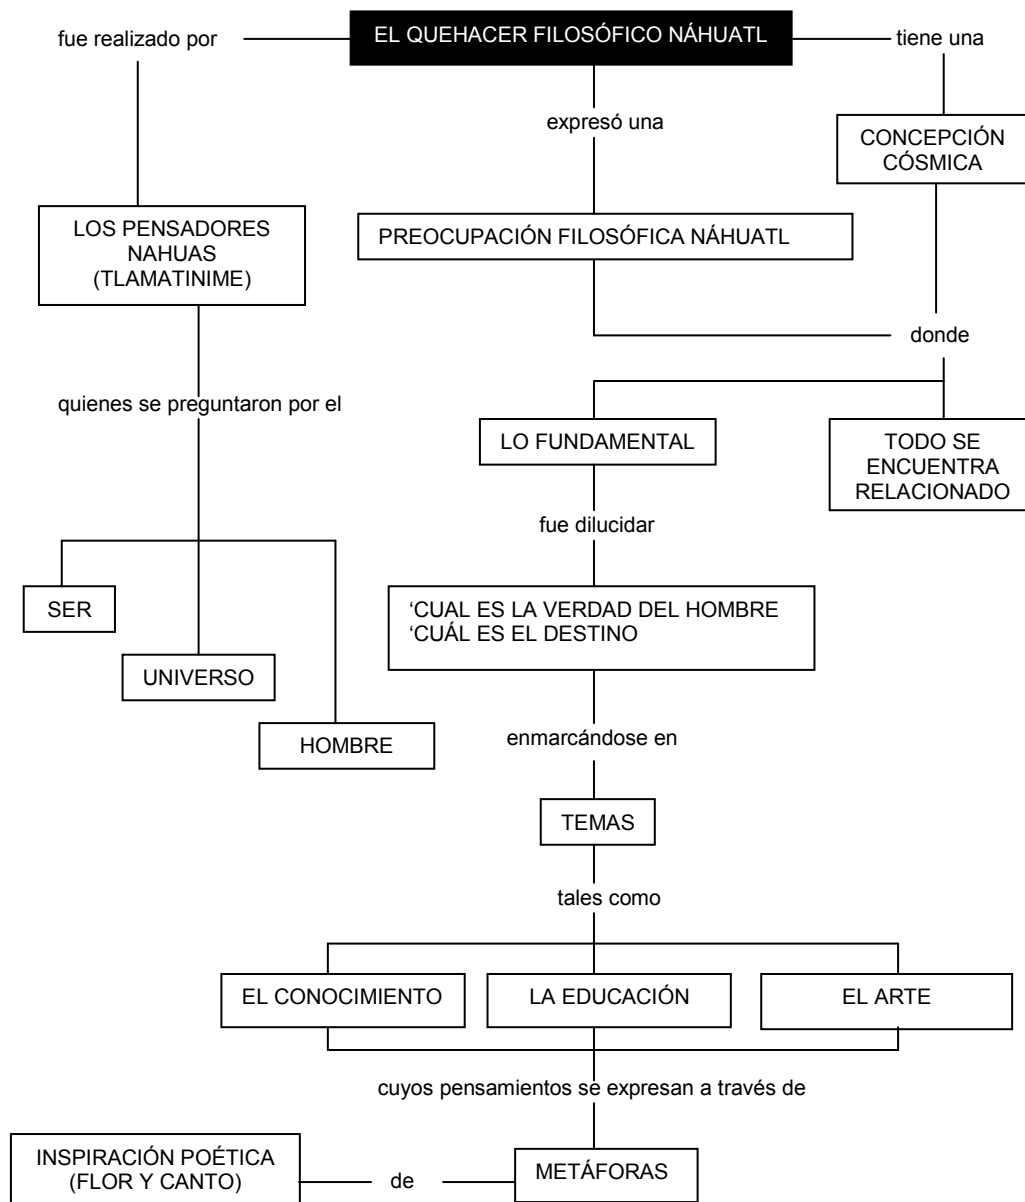 EL QUEHACER FILOSÓFICO NÁHUATL
fue realizado por
tiene una
expresó una
CONCEPCIÓN
CÓSMICA
LOS PENSADORES
NAHUAS
(TLAMATINIME)
PREOCUPACIÓN FILOSÓFICA NÁHUATL
donde
quienes se preguntaron por el
LO FUNDAMENTAL
TODO SE
ENCUENTRA
RELACIONADO
fue dilucidar
SER
UNIVERSO
HOMBRE
‘CUAL ES LA VERDAD DEL HOMBRE
‘CUÁL ES EL DESTINO
enmarcándose en
TEMAS
tales como
EL CONOCIMIENTO
LA EDUCACIÓN
EL ARTE
cuyos pensamientos se expresan a través de
METÁFORAS
de
INSPIRACIÓN POÉTICA
(FLOR Y CANTO)